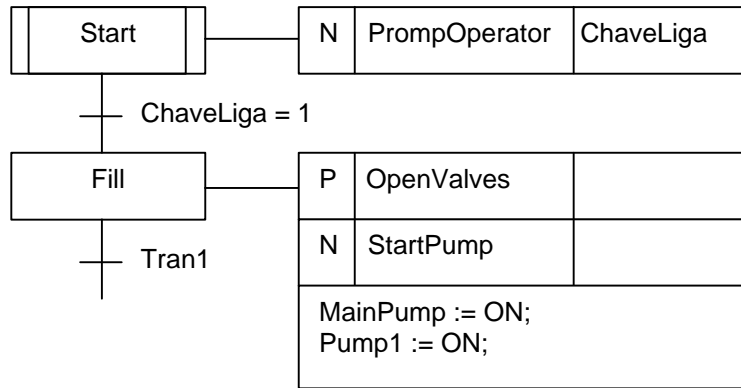 Start N PrompOperator ChaveLiga
ChaveLiga = 1
Fill P OpenValves
N StartPump
Tran1
MainPump := ON;
Pump1 := ON;